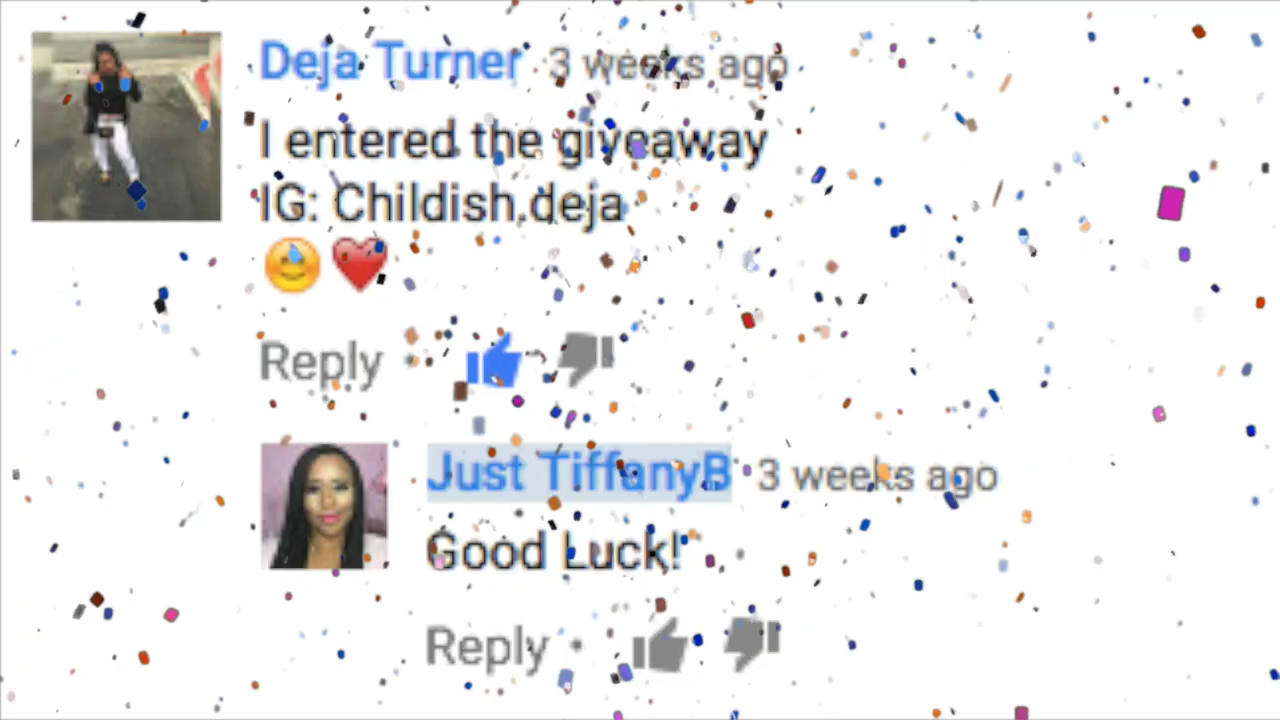 Deja Turner 3 weeks ago
I entered the giveaway
IG: Childish.deja
Reply
Just TiffanyB 3 weeks ago
Good Luck!
Reply